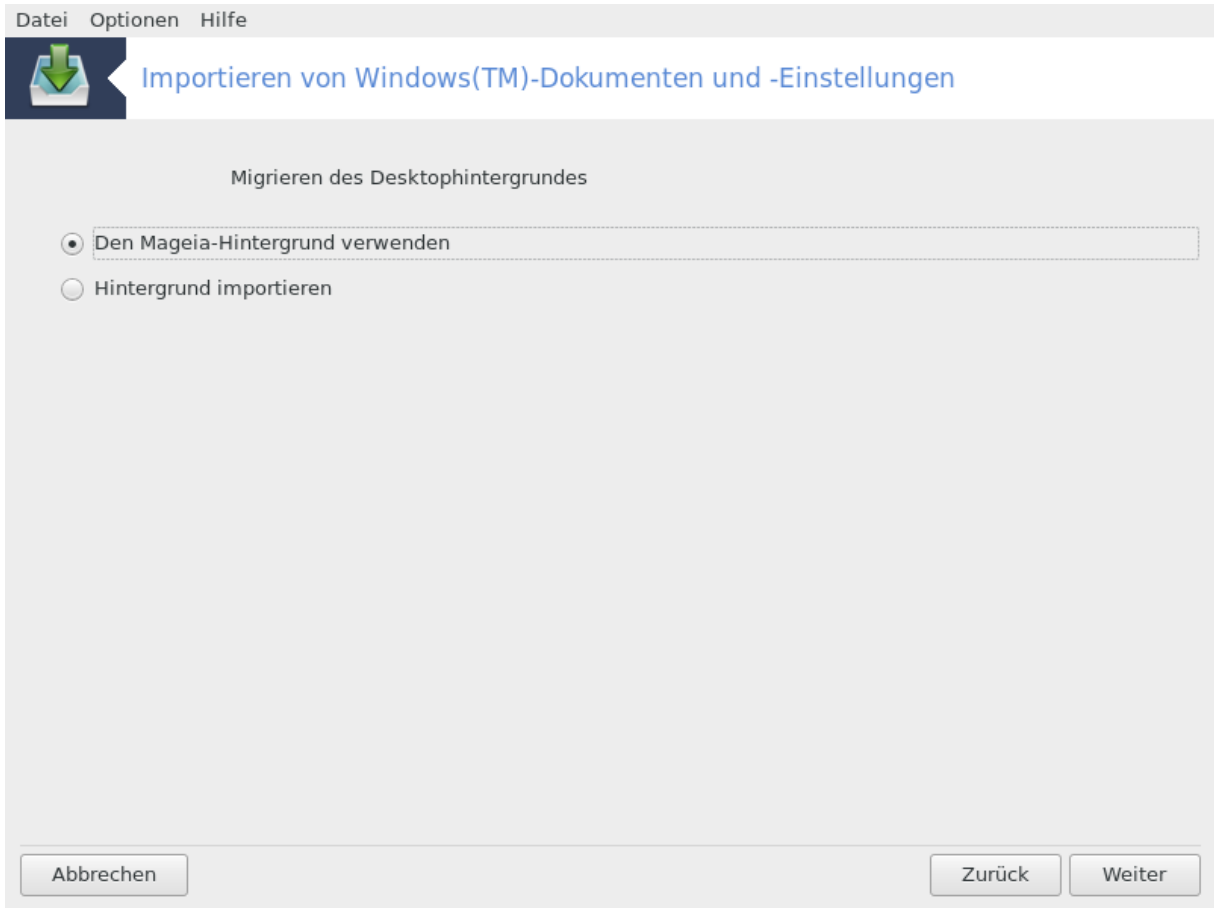 Datei Optionen Hilfe
Importieren von Windows(TM)-Dokumenten und -Einstellungen
Migrieren des Desktophintergrundes
Den Mageia-Hintergrund verwenden
Hintergrund importieren
Abbrechen Zurück Weiter